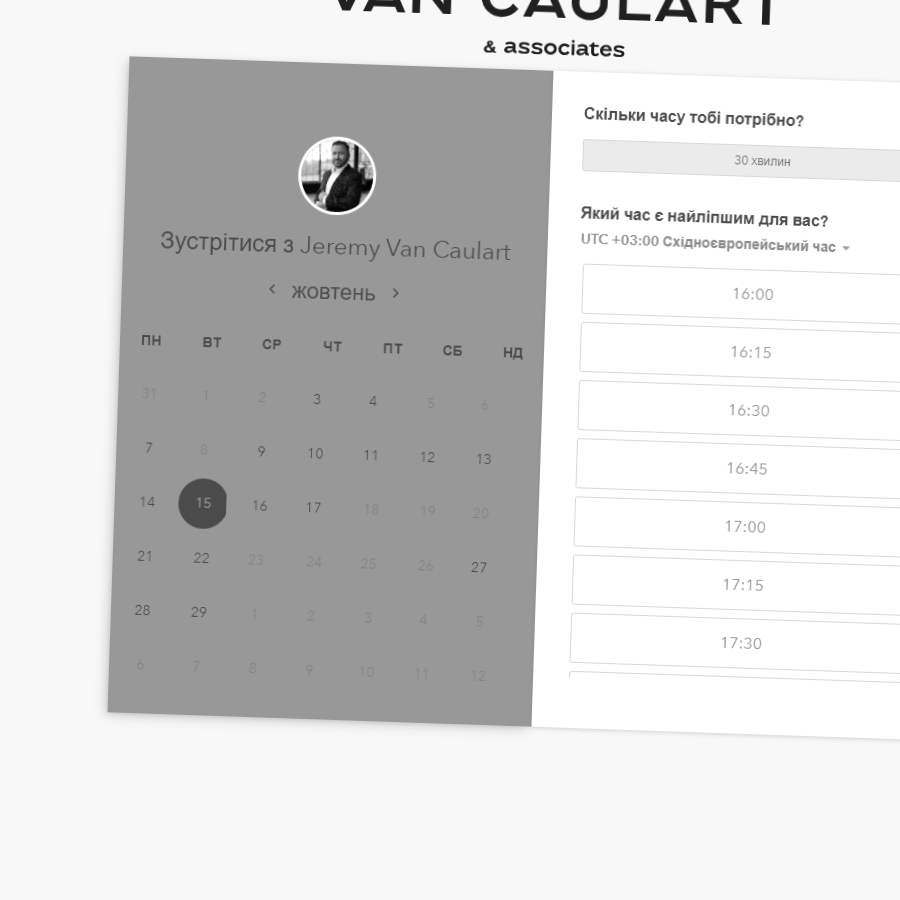 VAN CAULART
& associates
Зустрітися з Jeremy Van Caulart
жовтень
ПН ВТ СР ЧТ ПТ СБ НД
31 1 2 3 4 5 6
7 8 9 10 11 12 13
14 15 16 17 18 19 20
21 22 23 24 25 26 27
28 29 1 2 3 4 5
6 7 8 9 10 11 12
Скільки часу тобі потрібно?
30 хвилин
Який час є найліпшим для вас?
UTC +03:00 Східноєвропейський час
16:00
16:15
16:30
16:45
17:00
17:15
17:30